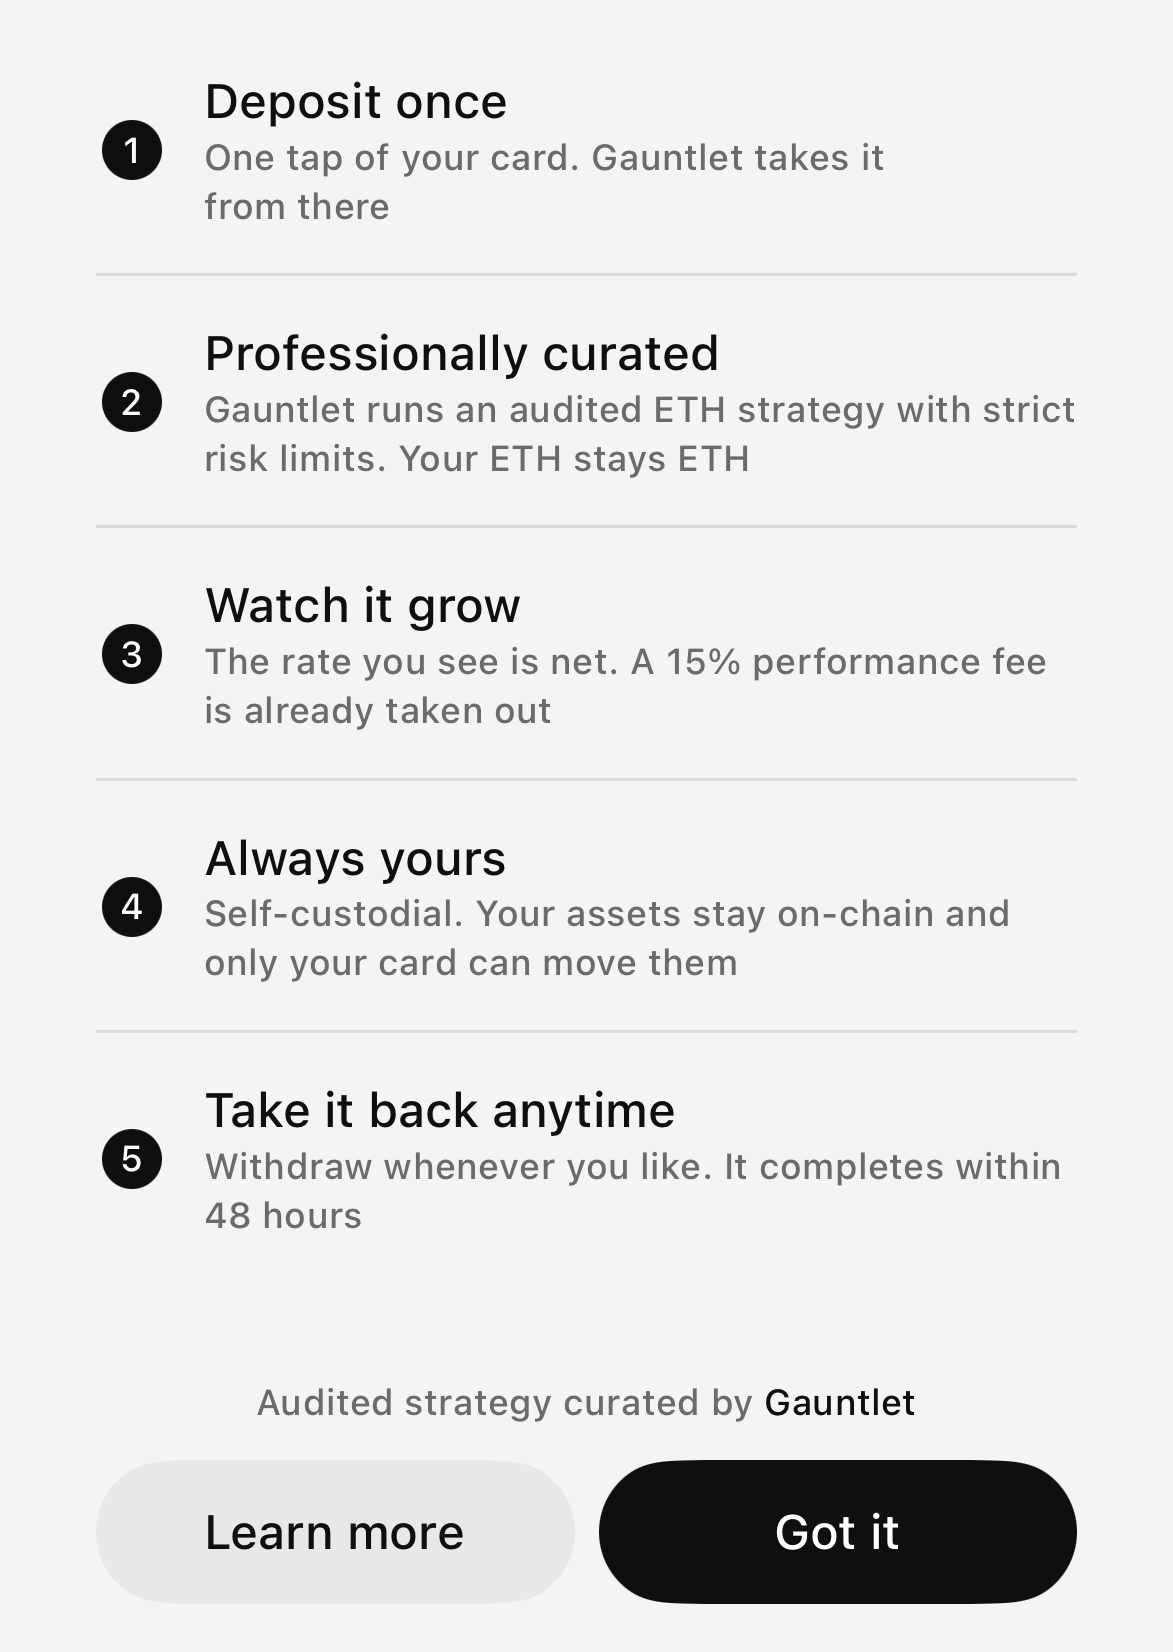 Deposit once
1
One tap of your card. Gauntlet takes it
from there
Professionally curated
2
Gauntlet runs an audited ETH strategy with strict
risk limits. Your ETH stays ETH
Watch it grow
3
The rate you see is net. A 15% performance fee
is already taken out
Always yours
4
Self-custodial. Your assets stay on-chain and
only your card can move them
Take it back anytime
5
Withdraw whenever you like. It completes within
48 hours
Audited strategy curated by Gauntlet
Learn more
Got it